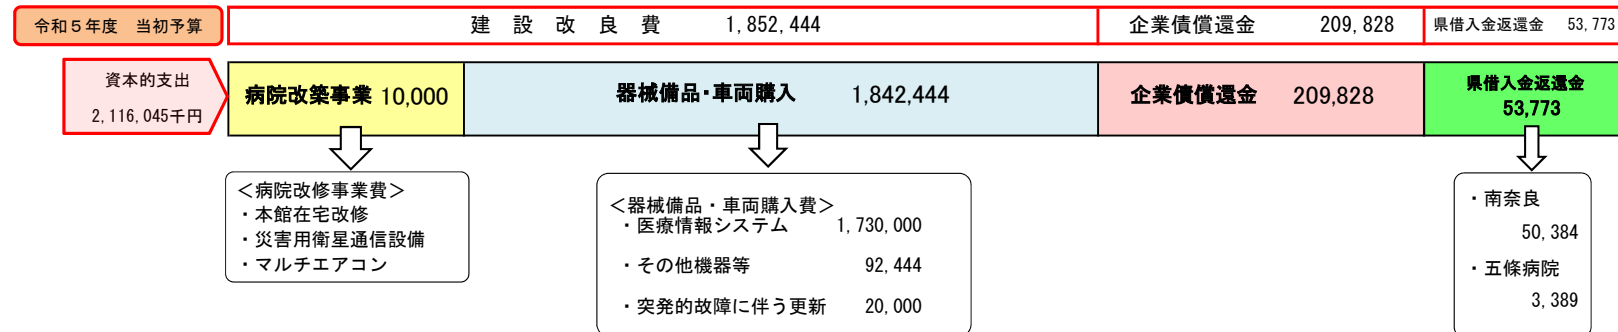 令和５年度　当初予算
建　設　改　良　費　1,852,444
企業債償還金　209,828
県借入金返還金　53,773
資本的支出
2,116,045千円
病院改築事業 10,000
器械備品・車両購入　1,842,444
企業債償還金　209,828
県借入金返還金
53,773
＜病院改修事業費＞
・本館在宅改修
・災害用衛星通信設備
・マルチエアコン
＜器械備品・車両購入費＞
・医療情報システム　1,730,000
・その他機器等　92,444
・突発的故障に伴う更新　20,000
・南奈良
50,384
・五條病院
3,389